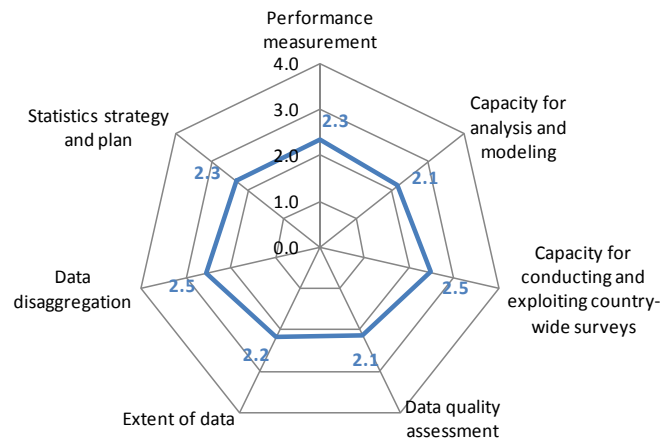 Performance
measurement
4.0
3.0
2.3
2.0
1.0
0.0
Capacity for
analysis and
modeling
2.1
Capacity for
conducting and
exploiting country-
wide surveys
2.5
Data quality
assessment
2.1
Extent of data
2.2
Data
disaggregation
2.5
Statistics strategy
and plan
2.3